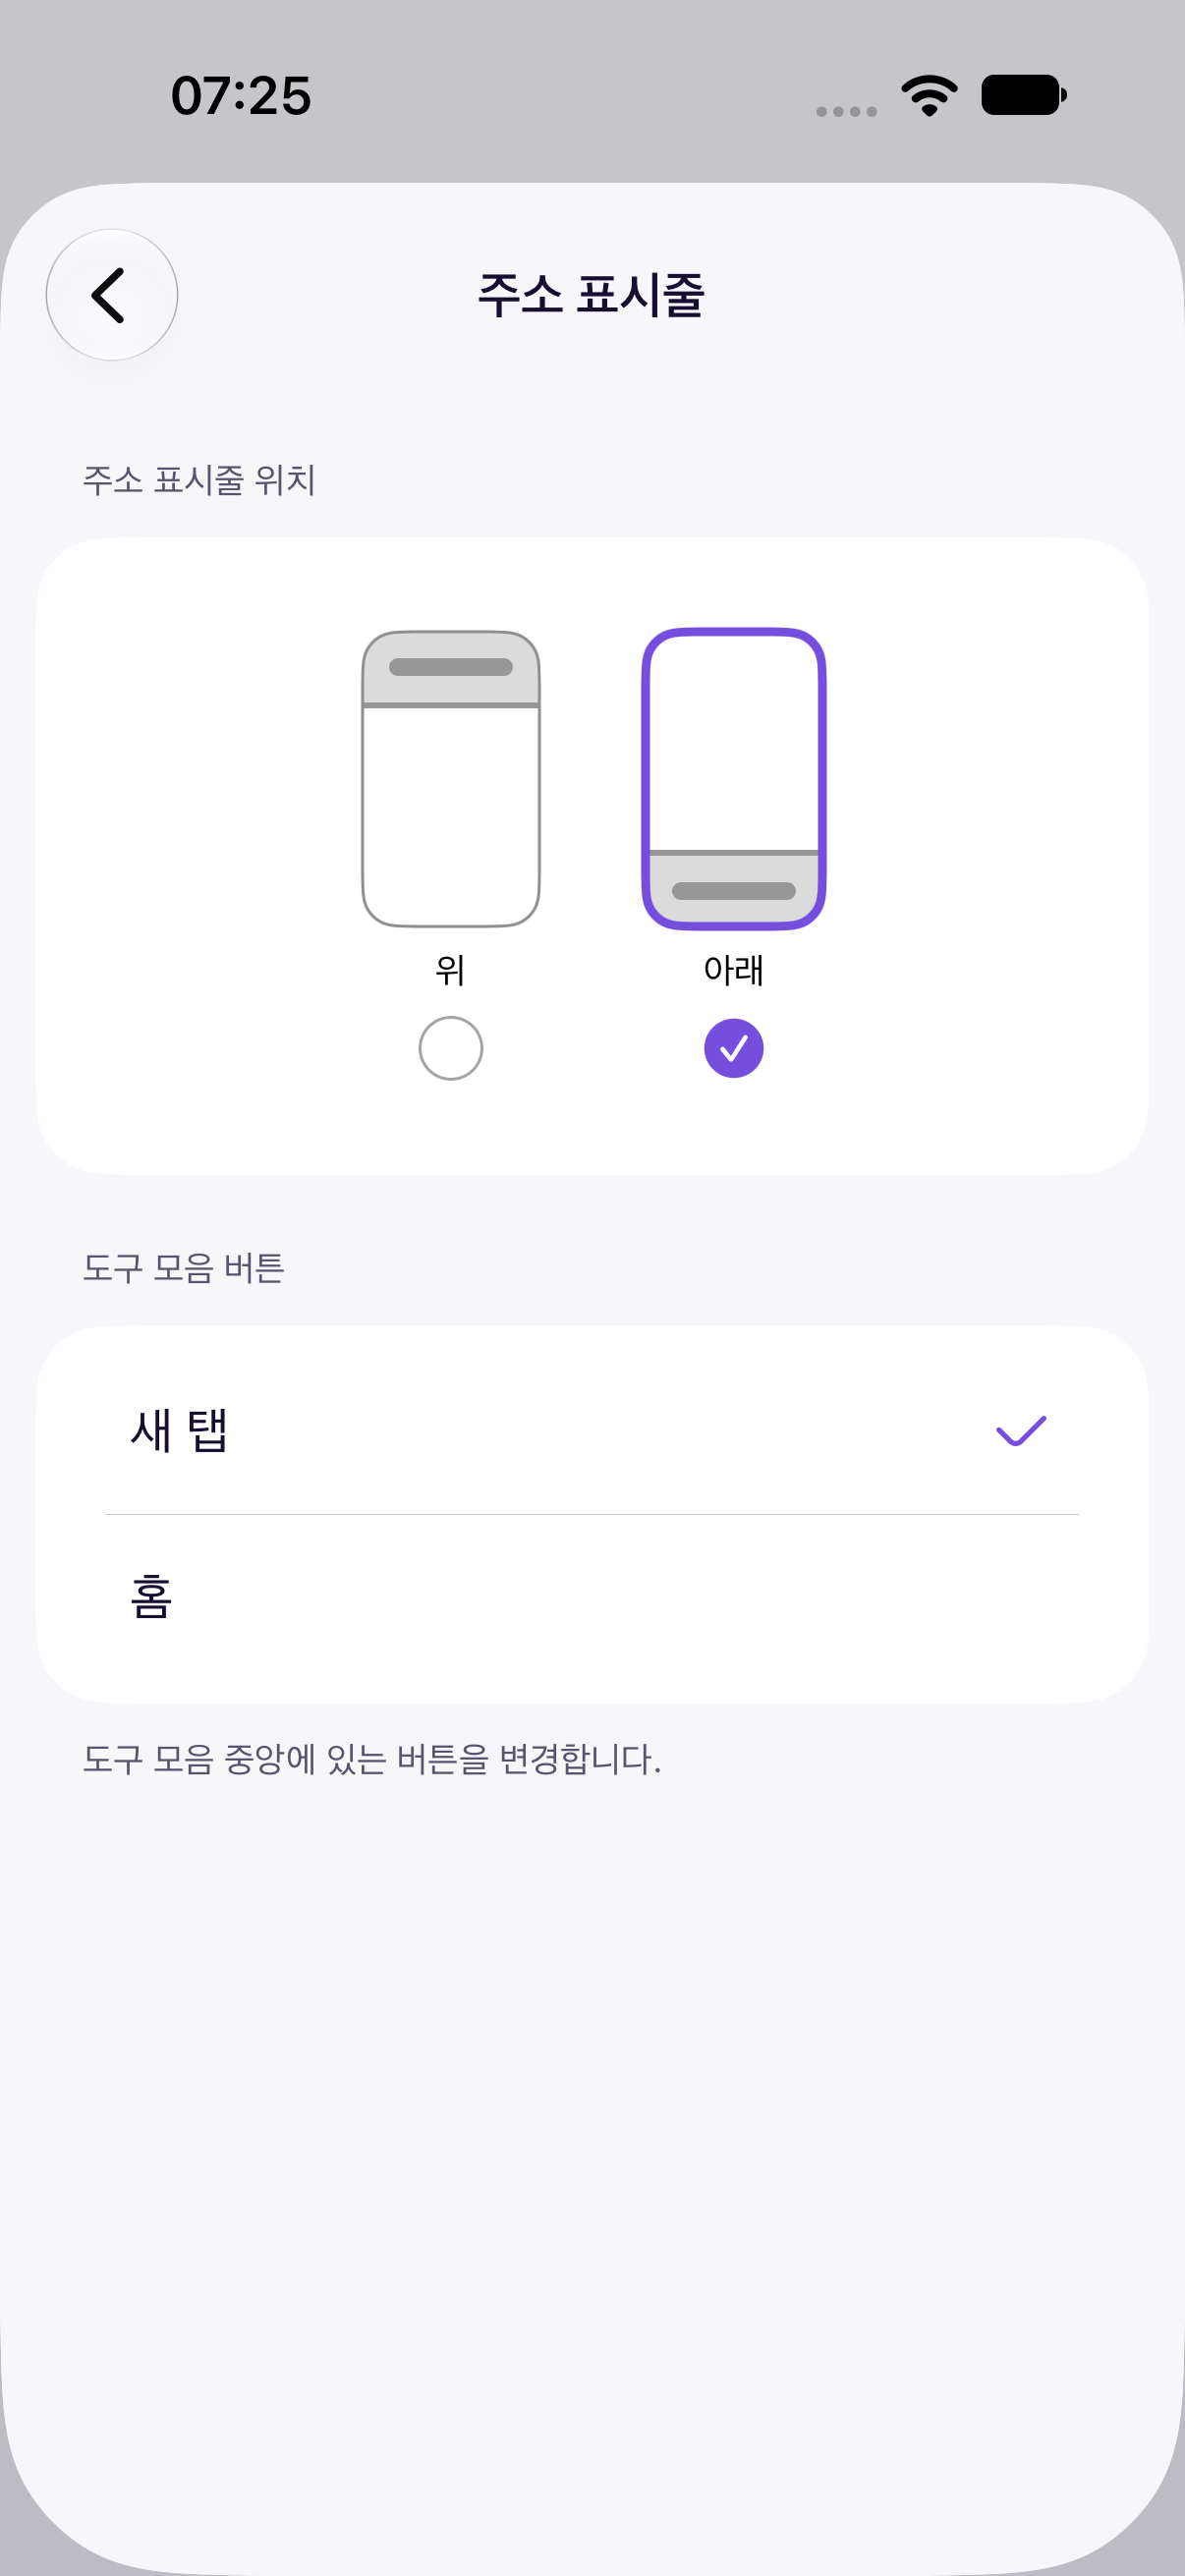 07:25
주소 표시줄
주소 표시줄 위치
위
아래
도구 모음 버튼
새 탭
홈
도구 모음 중앙에 있는 버튼을 변경합니다.